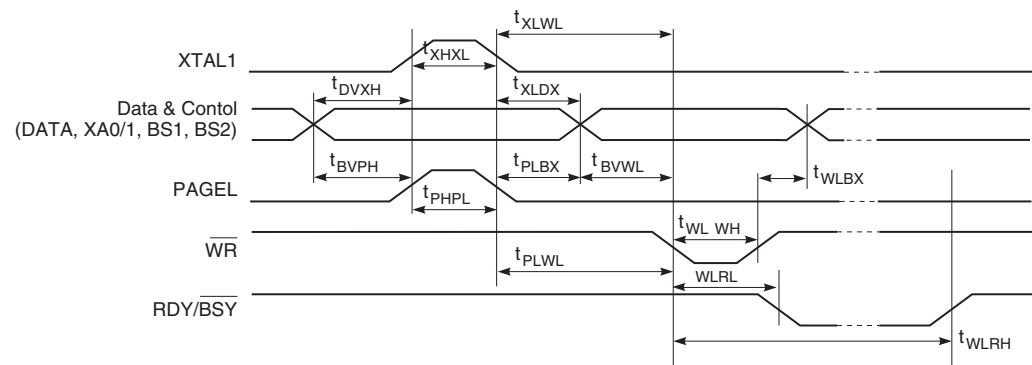 tXLWL
XTAL1
tXHXL
tDVXH
tXLDX
Data & Contol
(DATA, XA0/1, BS1, BS2)
tBVPH
tPLBX
tBVWL
tWLBX
PAGEL
tPHPL
tWL WH
WR
tPLWL
WLRL
RDY/BSY
tWLRH